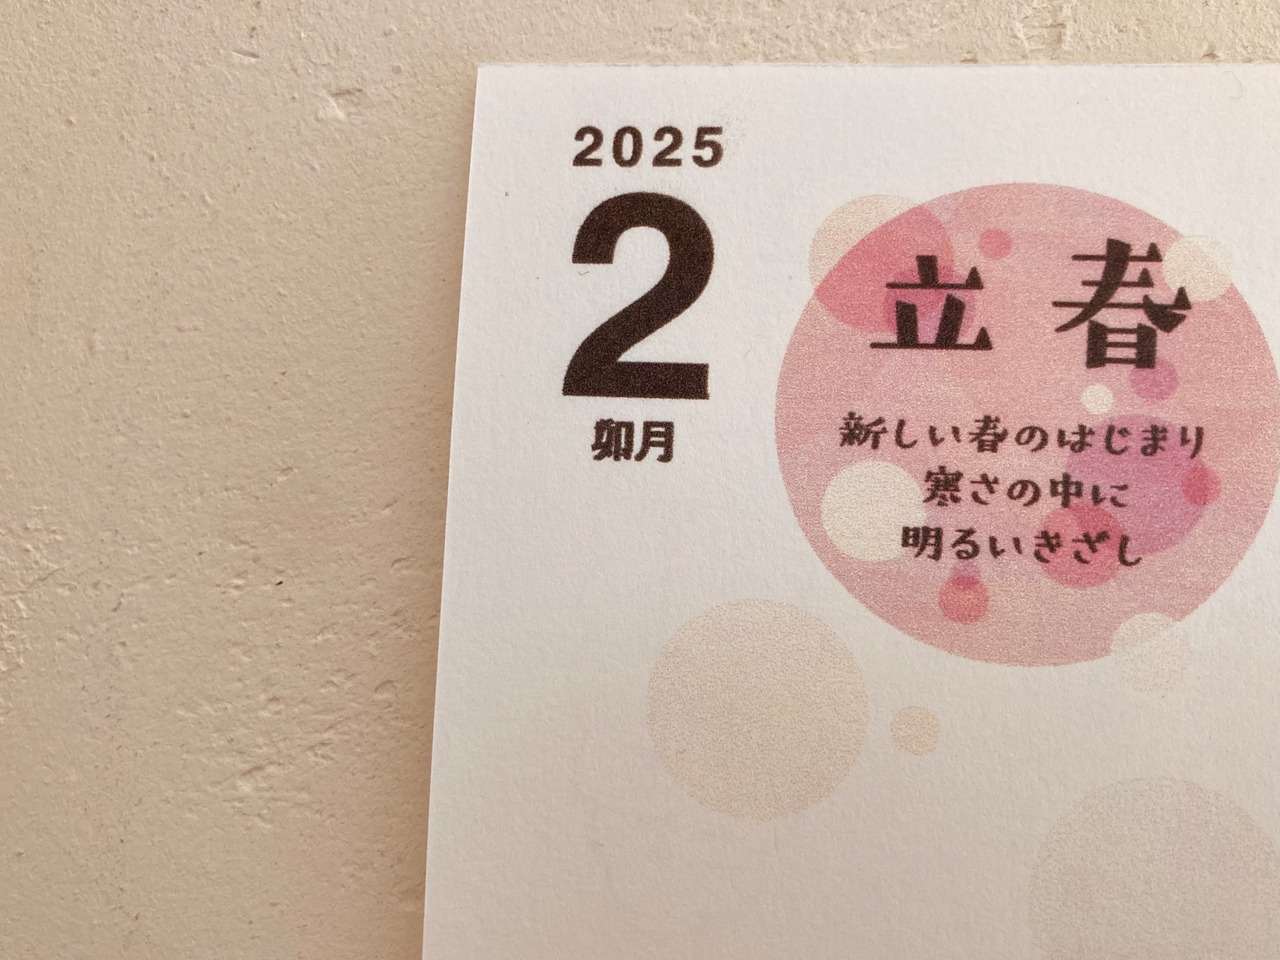 2025
2
卯月
立春
新しい春のはじまり
寒さの中に
明るいきざし